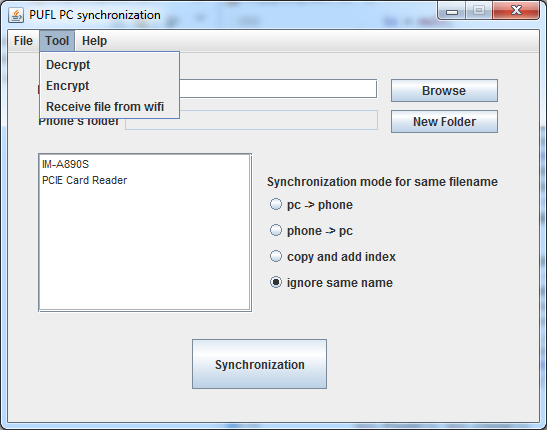 PUFL PC synchronization
File Tool Help
Decrypt
Encrypt
Receive file from wifi
Browse
Phone's folder
New Folder
IM-A890S
PCIE Card Reader
Synchronization mode for same filename
pc -> phone
phone -> pc
copy and add index
ignore same name
Synchronization